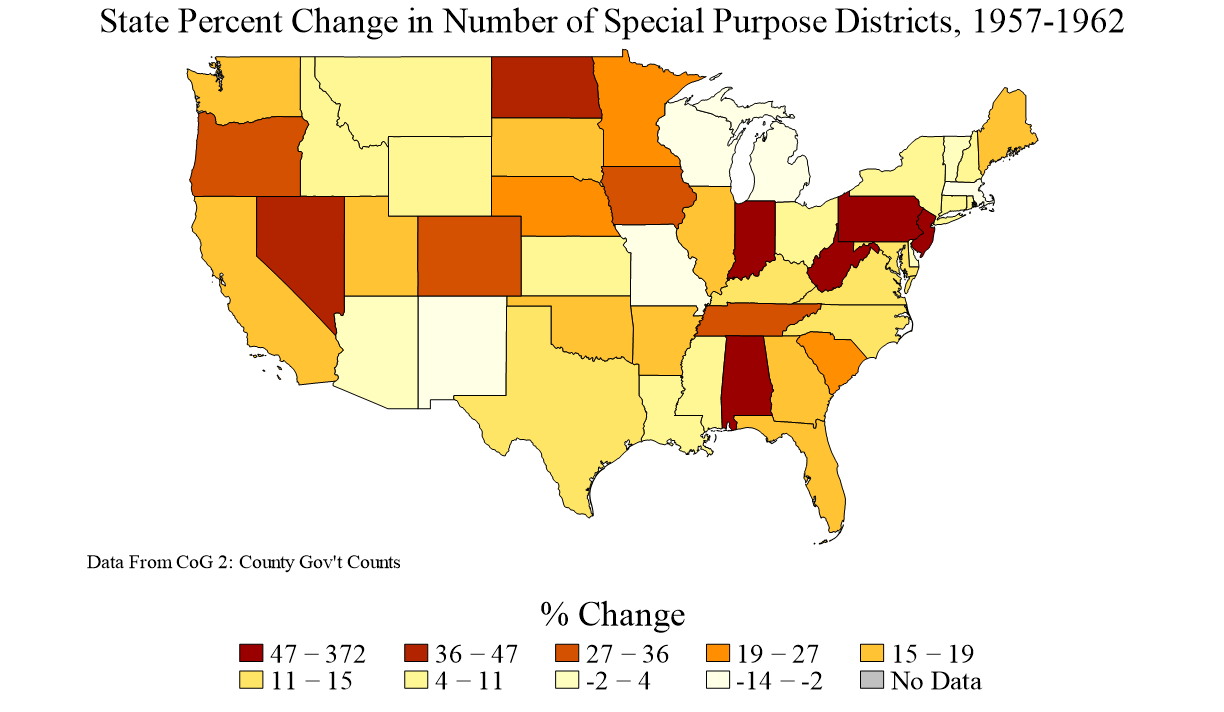 State Percent Change in Number of Special Purpose Districts, 1957-1962
Data From CoG 2: County Gov't Counts
% Change
47 – 372 36 – 47 27 – 36 19 – 27 15 – 19
11 – 15 4 – 11 -2 – 4 -14 – -2 No Data